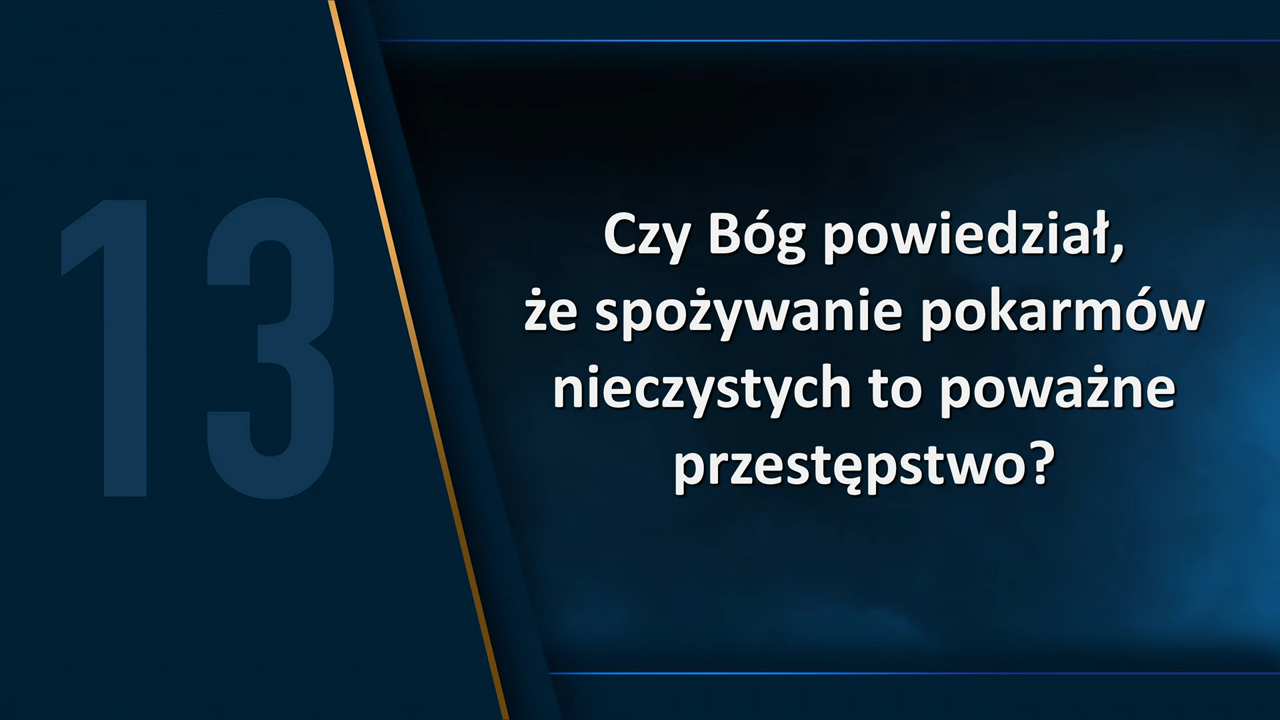 13
Czy Bóg powiedział,
że spożywanie pokarmów
nieczystych to poważne
przestępstwo?